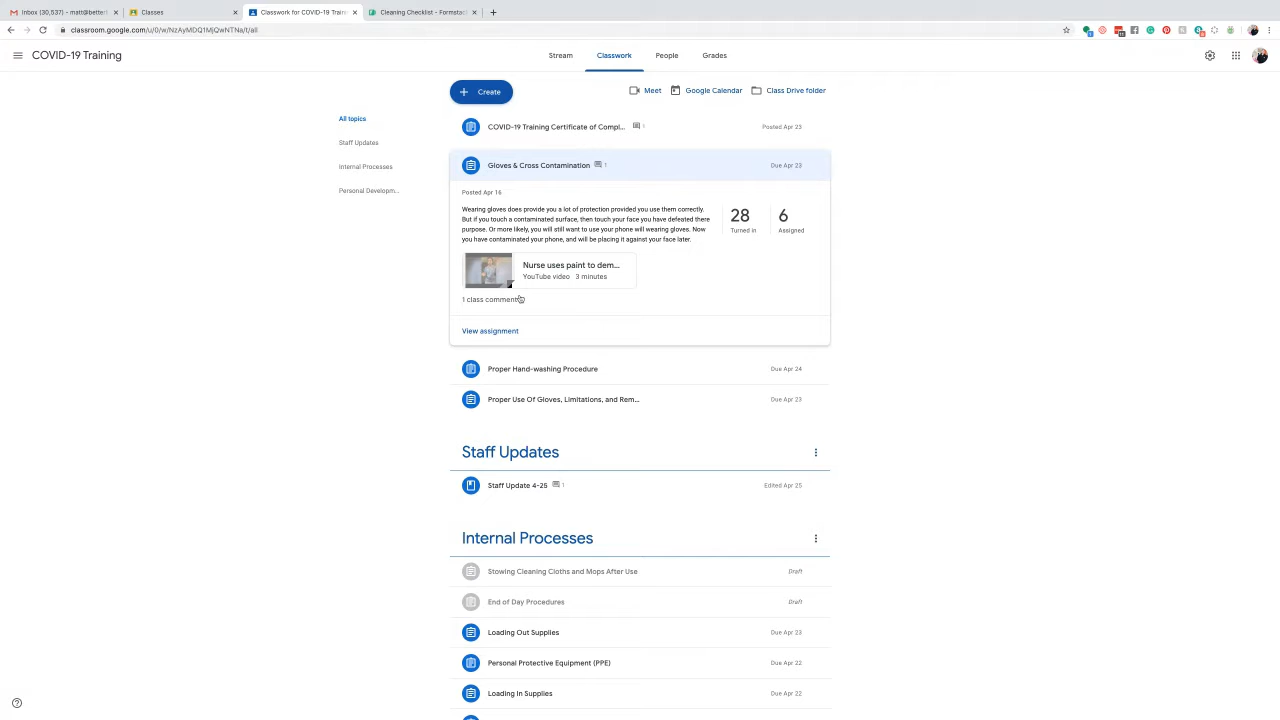 Inbox (30,537) - matt@better
Classes
Classwork for COVID-19 Traini
Cleaning Checklist - Formstac
classroom.google.com/u/0/w/NzAyMDQ1MjQwNTNa/t/all
COVID-19 Training
Stream
Classwork
People
Grades
Create
Meet
Google Calendar
Class Drive folder
All topics
Staff Updates
Internal Processes
Personal Developm...
COVID-19 Training Certificate of Compl... 1
Posted Apr 23
Gloves & Cross Contamination 1
Due Apr 23
Posted Apr 16
Wearing gloves does provide you a lot of protection provided you use them correctly.
But if you touch a contaminated surface, then touch your face you have defeated there
purpose. Or more likely, you will still want to use your phone will wearing gloves. Now
you have contaminated your phone, and will be placing it against your face later.
28
Turned in
6
Assigned
Nurse uses paint to dem...
YouTube video 3 minutes
1 class comment
View assignment
Proper Hand-washing Procedure
Due Apr 24
Proper Use Of Gloves, Limitations, and Rem...
Due Apr 23
Staff Updates
Staff Update 4-25 1
Edited Apr 25
Internal Processes
Stowing Cleaning Cloths and Mops After Use
Draft
End of Day Procedures
Draft
Loading Out Supplies
Due Apr 23
Personal Protective Equipment (PPE)
Due Apr 22
Loading In Supplies
Due Apr 22